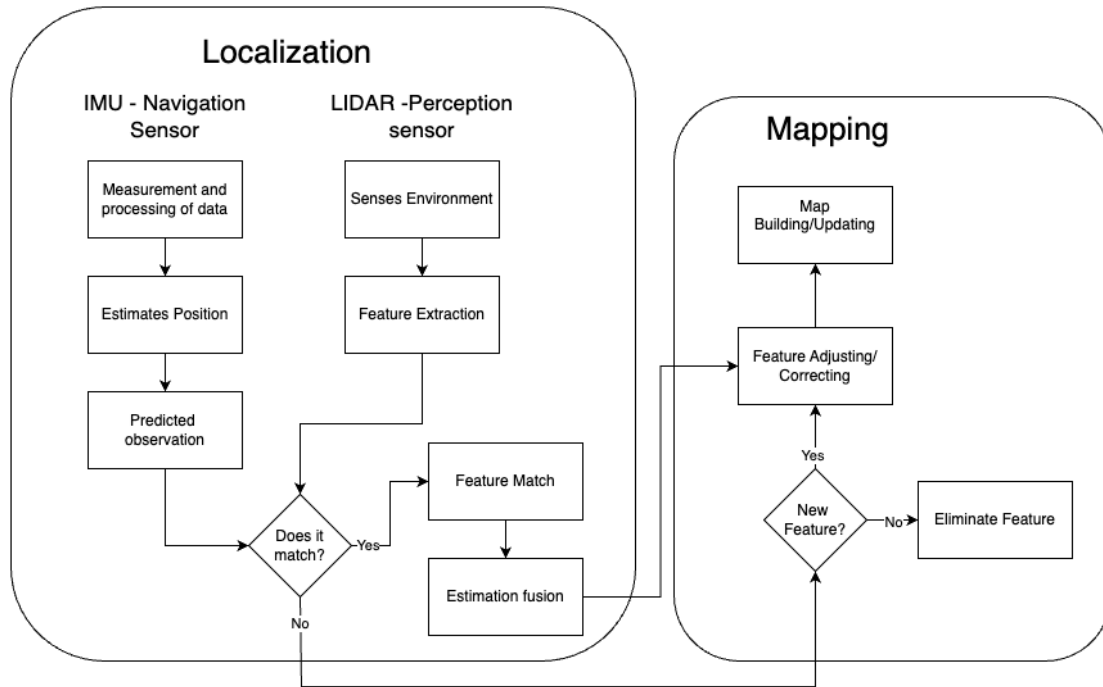 Localization
IMU - Navigation
Sensor
LIDAR -Perception
sensor
Measurement and
processing of data
Senses Environment
Estimates Position
Feature Extraction
Predicted
observation
Does it
match?
Yes
No
Feature Match
Estimation fusion
Mapping
Map
Building/Updating
Feature Adjusting/
Correcting
Yes
New
Feature?
No
Eliminate Feature